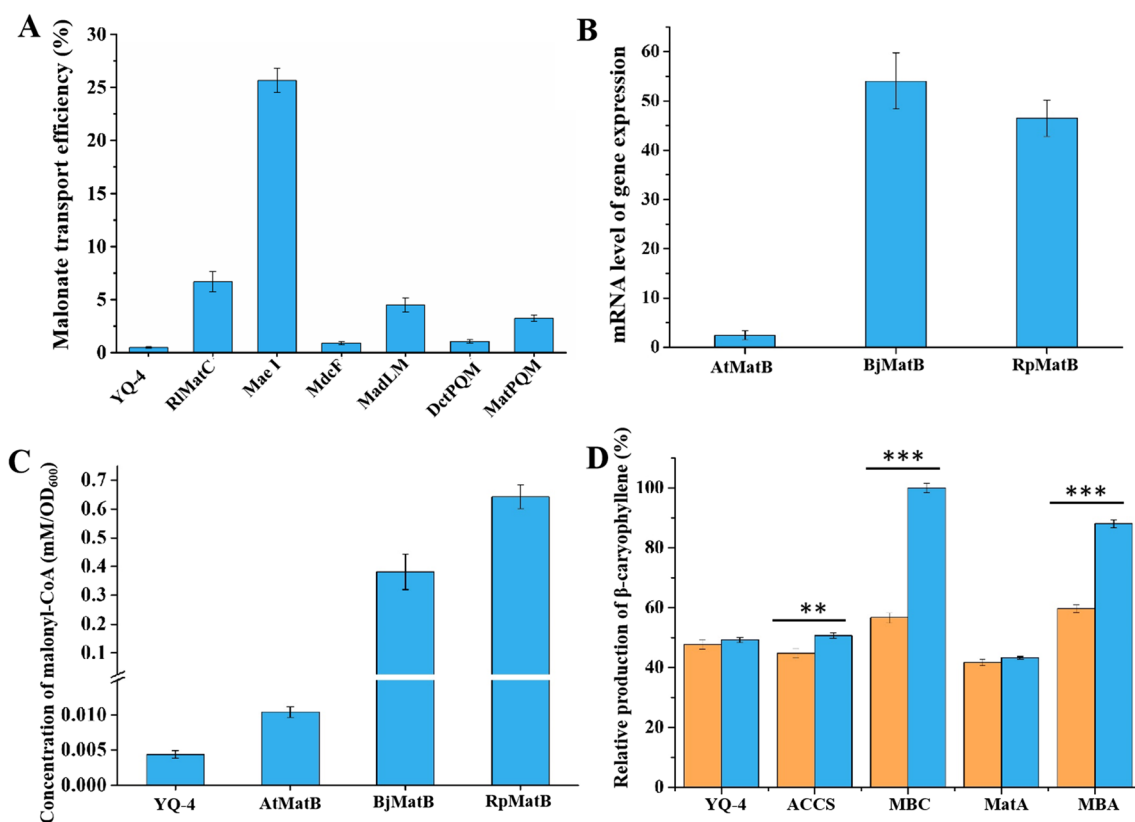 A
Malonate transport efficiency (%)
30
25
20
15
10
5
0
YQ-4
RlMatC
Mae I
MdcF
MadLM
DctPQM
MatPQM
B
mRNA level of gene expression
60
50
40
30
20
10
0
AtMatB
BjMatB
RpMatB
C
Concentration of malonyl-CoA (mM/OD600)
0.7
0.6
0.5
0.4
0.3
0.2
0.1
0.010
0.005
0.000
YQ-4
AtMatB
BjMatB
RpMatB
D
Relative production of β-caryophyllene (%)
100
80
60
40
20
0
**
***
***
YQ-4
ACCS
MBC
MatA
MBA